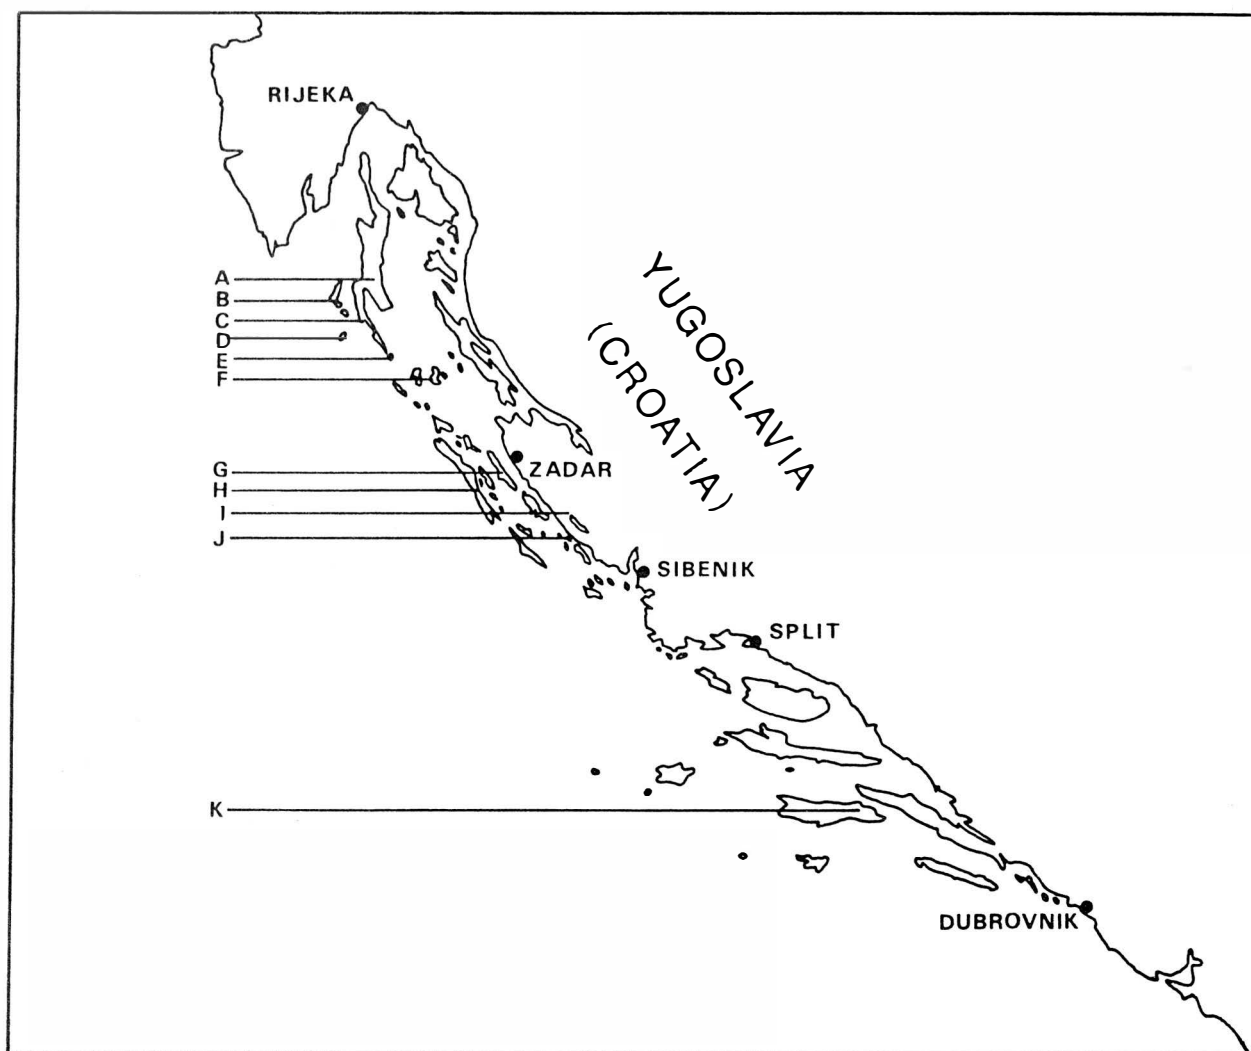 RIJEKA
A
B
C
D
E
F
YUGOSLAVIA
(CROATIA)
G
ZADAR
H
I
J
SIBENIK
SPLIT
K
DUBROVNIK